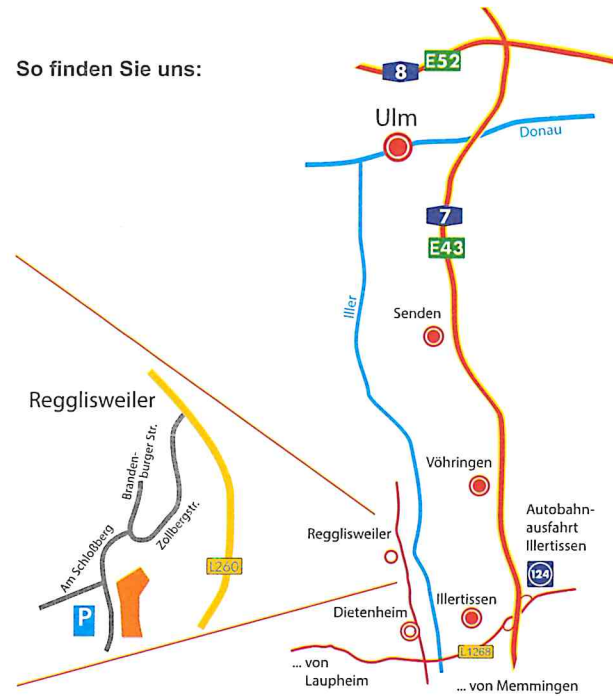 So finden Sie uns:
8
E52
Ulm
Donau
7
E43
Iller
Senden
Regglisweiler
Branden-
burger Str.
Zollbergstr.
Am Schloßberg
L260
P
Vöhringen
Autobahn-
ausfahrt
Illertissen
124
Regglisweiler
Dietenheim
Illertissen
L1268
... von
Laupheim
... von Memmingen